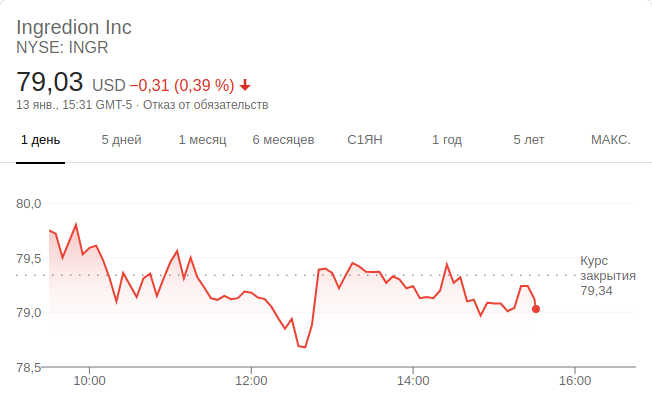 Ingredion Inc
NYSE: INGR
79,03 USD −0,31 (0,39 %)
13 янв., 15:31 GMT-5 · Отказ от обязательств
1 день 5 дней 1 месяц 6 месяцев С1ЯН 1 год 5 лет МАКС.
80,0
79,5
79,0
78,5
Курс
закрытия
79,34
10:00 12:00 14:00 16:00